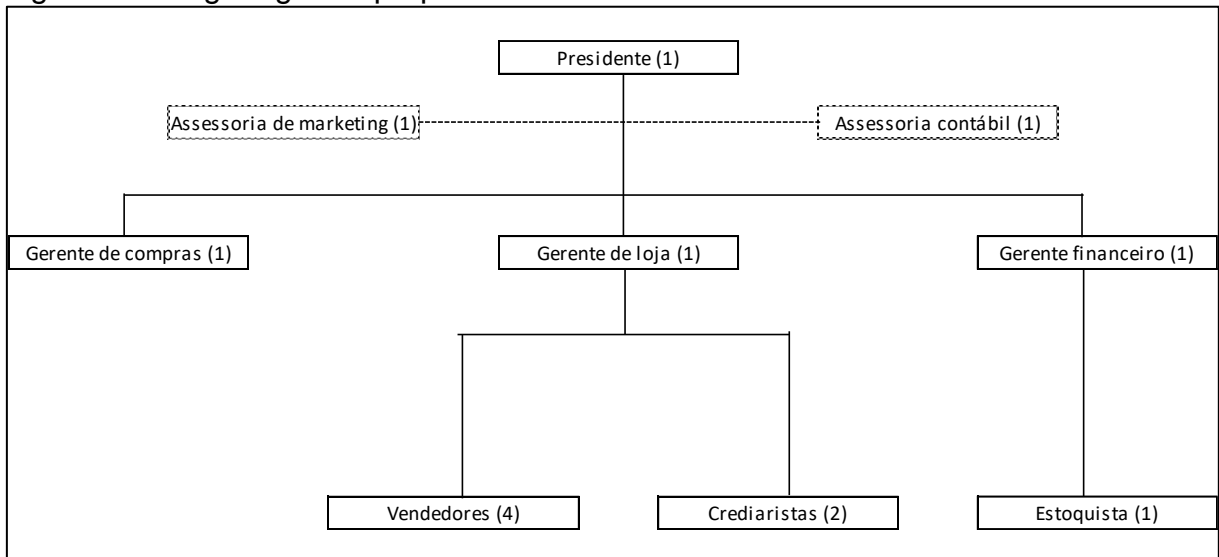 Presidente (1)
Assessoria de marketing (1)
Assessoria contábil (1)
Gerente de compras (1)
Gerente de loja (1)
Gerente financeiro (1)
Vendedores (4)
Crediaristas (2)
Estoquista (1)